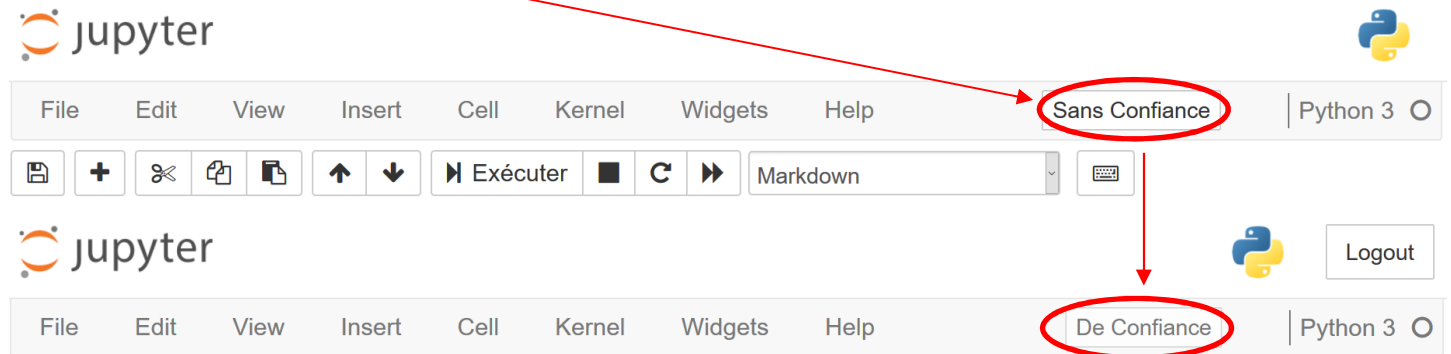 jupyter
File Edit View Insert Cell Kernel Widgets Help Sans Confiance Python 3
Exécuter Markdown
jupyter Logout
File Edit View Insert Cell Kernel Widgets Help De Confiance Python 3